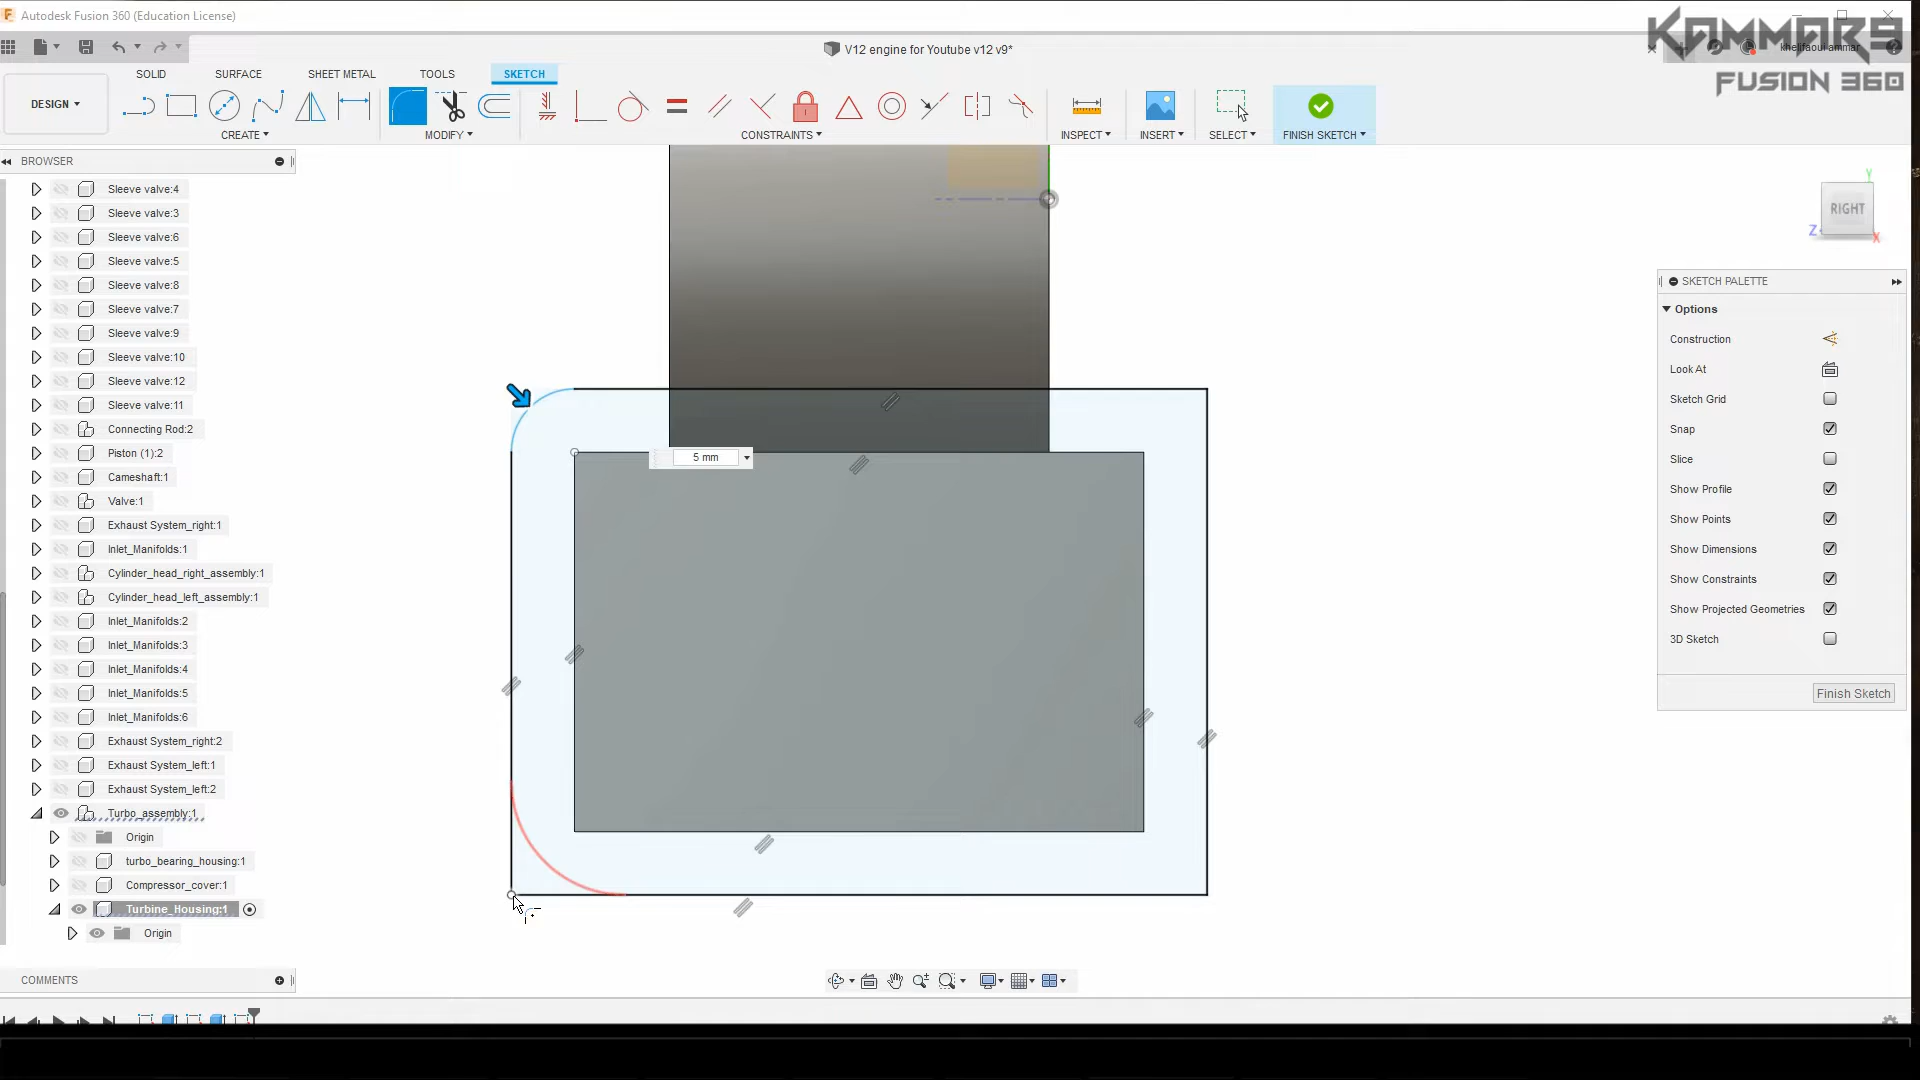 Autodesk Fusion 360 (Education License)
KAMMAR9
FUSION 360
V12 engine for Youtube v12 v9*
khelifaoui ammar
DESIGN
SOLID
SURFACE
SHEET METAL
TOOLS
SKETCH
CREATE
MODIFY
CONSTRAINTS
INSPECT
INSERT
SELECT
FINISH SKETCH
BROWSER
Sleeve valve:4
Sleeve valve:3
Sleeve valve:6
Sleeve valve:5
Sleeve valve:8
Sleeve valve:7
Sleeve valve:9
Sleeve valve:10
Sleeve valve:12
Sleeve valve:11
Connecting Rod:2
Piston (1):2
Cameshaft:1
Valve:1
Exhaust System_right:1
Inlet_Manifolds:1
Cylinder_head_right_assembly:1
Cylinder_head_left_assembly:1
Inlet_Manifolds:2
Inlet_Manifolds:3
Inlet_Manifolds:4
Inlet_Manifolds:5
Inlet_Manifolds:6
Exhaust System_right:2
Exhaust System_left:1
Exhaust System_left:2
Turbo_assembly:1
Origin
turbo_bearing_housing:1
Compressor_cover:1
Turbine_Housing:1
Origin
COMMENTS
5 mm
Y
RIGHT
Z
X
SKETCH PALETTE
Options
Construction
Look At
Sketch Grid
Snap
Slice
Show Profile
Show Points
Show Dimensions
Show Constraints
Show Projected Geometries
3D Sketch
Finish Sketch